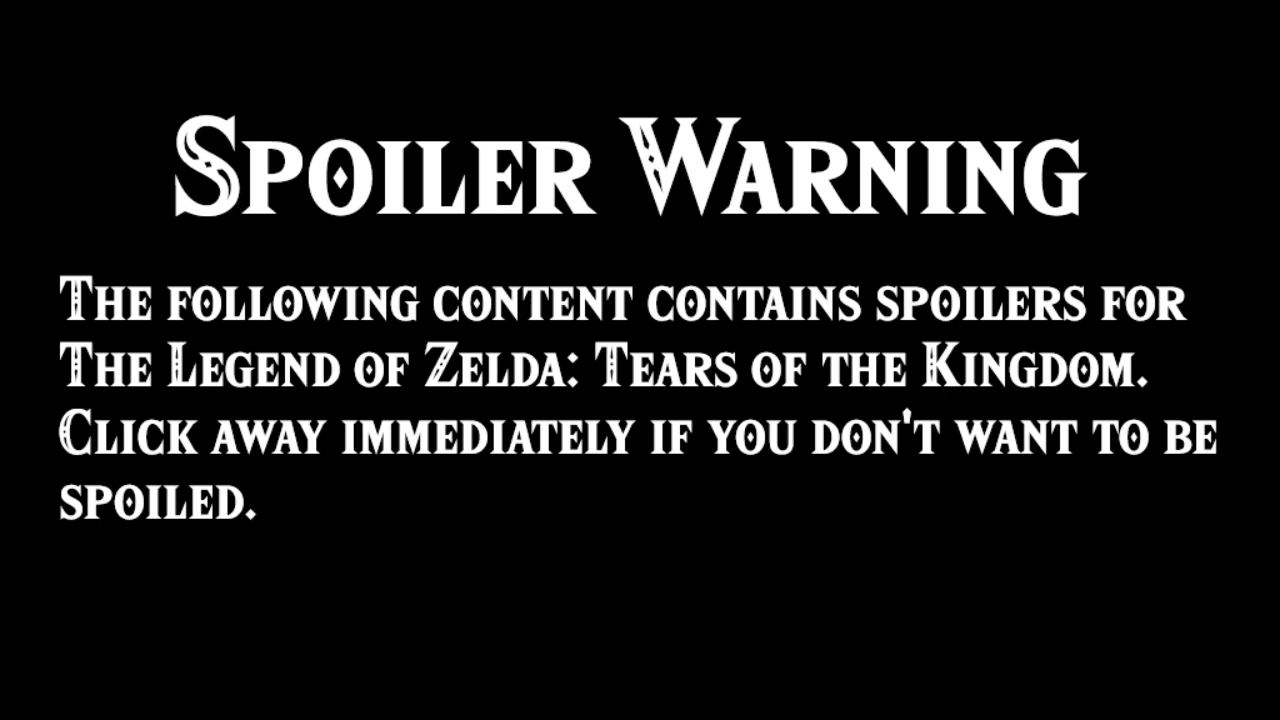 Spoiler Warning
The following content contains spoilers for
The Legend of Zelda: Tears of the Kingdom.
Click away immediately if you don't want to be
spoiled.